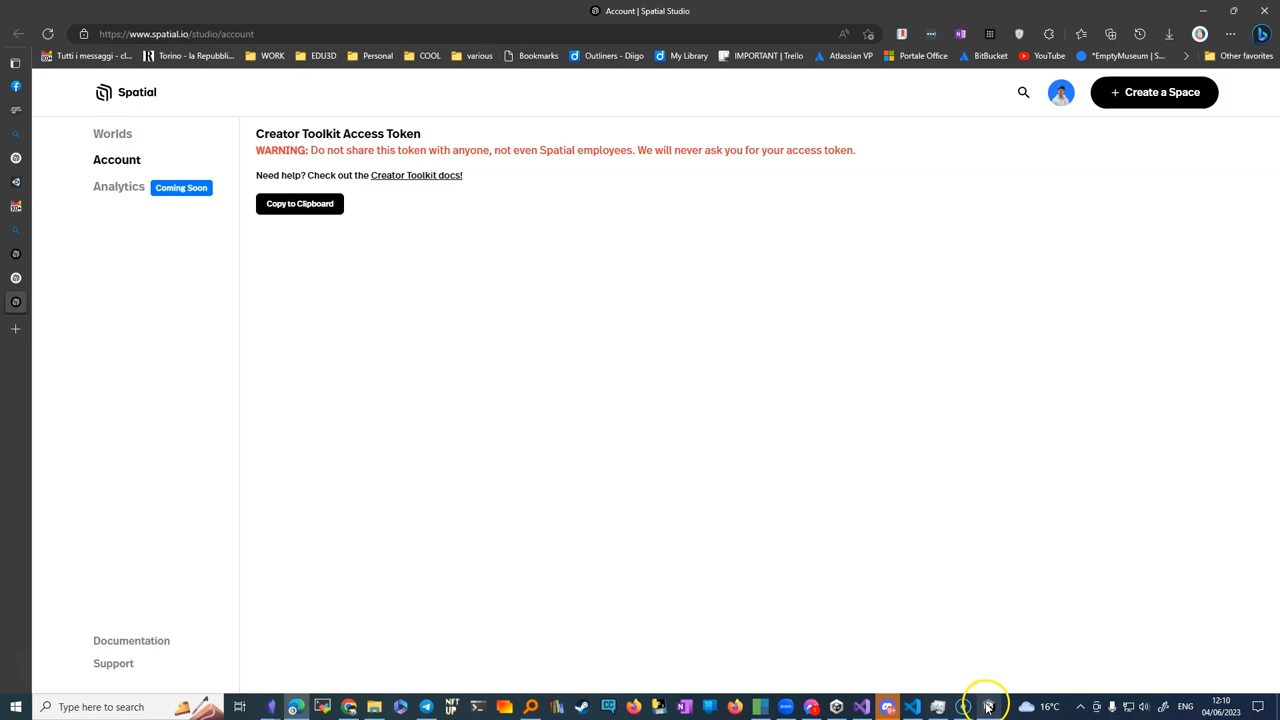 Account | Spatial Studio
https://www.spatial.io/studio/account
Tutti i messaggi - cl...
Torino - la Repubbli...
WORK
EDU3D
Personal
COOL
various
Bookmarks
Outliners - Diigo
My Library
IMPORTANT | Trello
Atlassian VP
Portale Office
BitBucket
YouTube
*EmptyMuseum | S...
Other favorites
Spatial
+ Create a Space
Worlds
Account
Analytics
Coming Soon
Creator Toolkit Access Token
WARNING: Do not share this token with anyone, not even Spatial employees. We will never ask you for your access token.
Need help? Check out the Creator Toolkit docs!
Copy to Clipboard
Documentation
Support
Type here to search
NFT
UP
16°C
ENG
12:10
04/06/2023